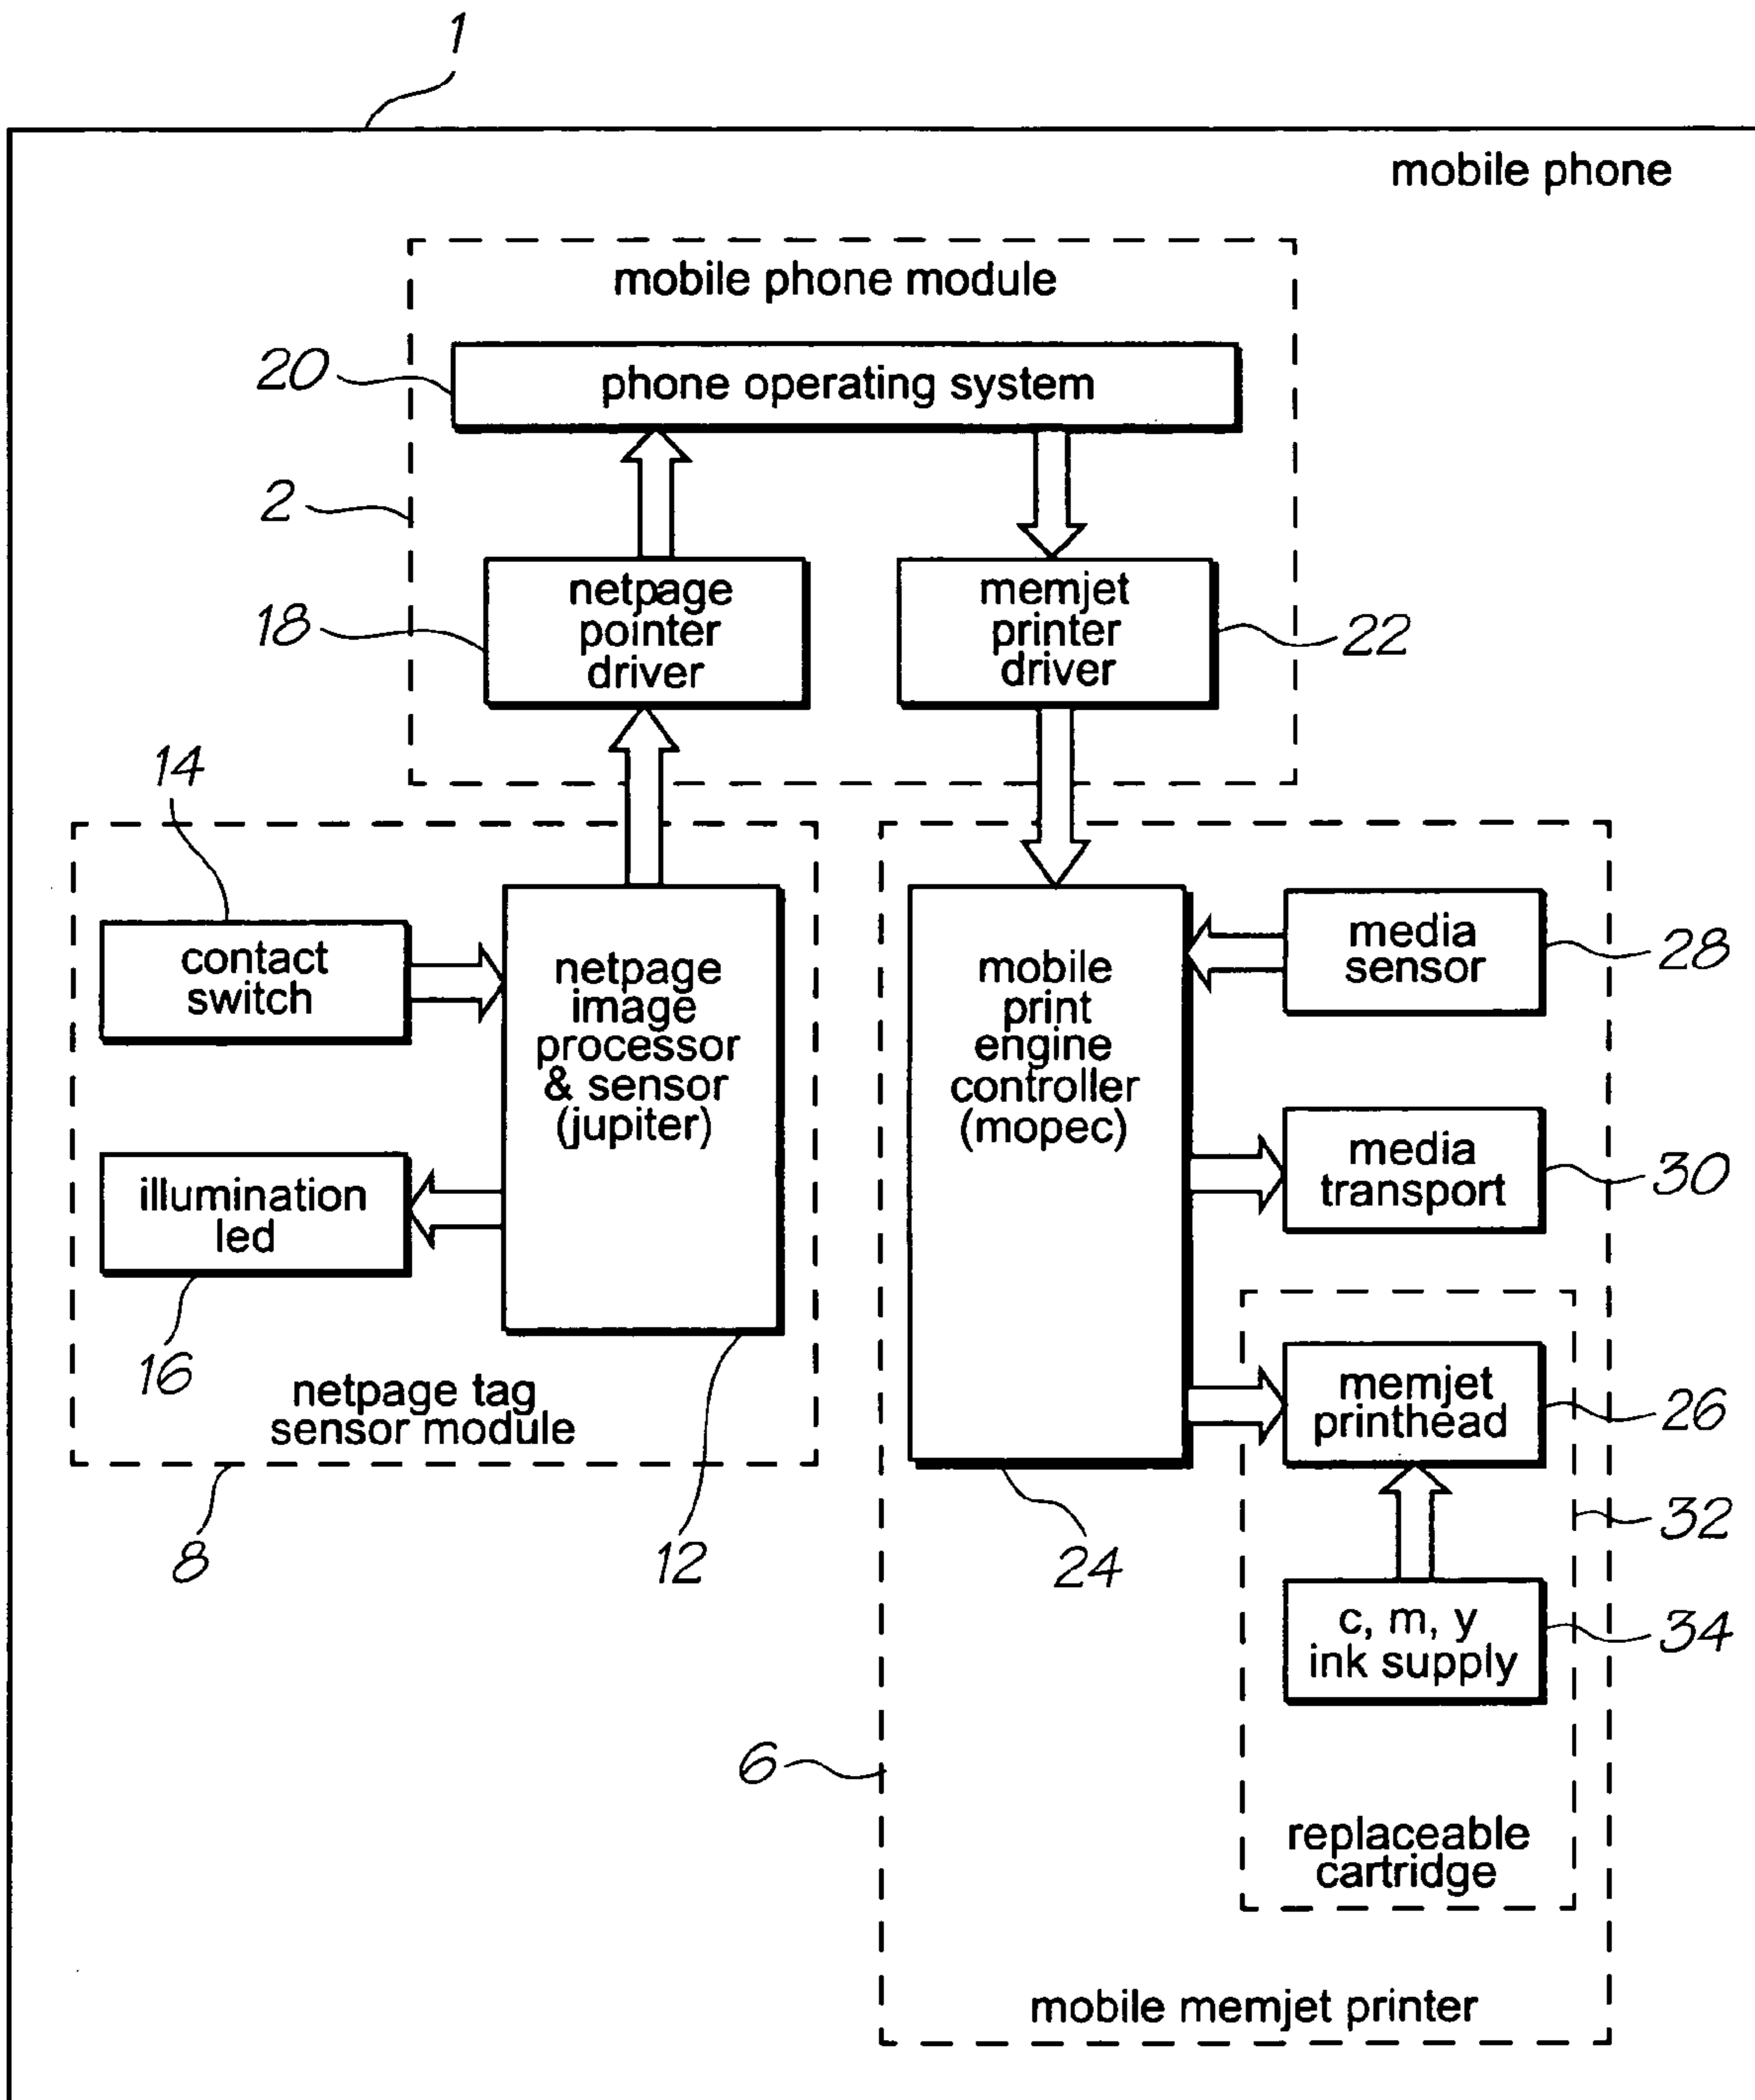 1
mobile phone
mobile phone module
20
phone operating system
2
18
netpage
pointer
driver
memjet
printer
driver
22
14
contact
switch
netpage
image
processor
& sensor
(jupiter)
illumination
led
16
netpage tag
sensor module
8
12
mobile
print
engine
controller
(mopec)
media
sensor
28
media
transport
30
memjet
printhead
26
24
32
c, m, y
ink supply
34
6
replaceable
cartridge
mobile memjet printer